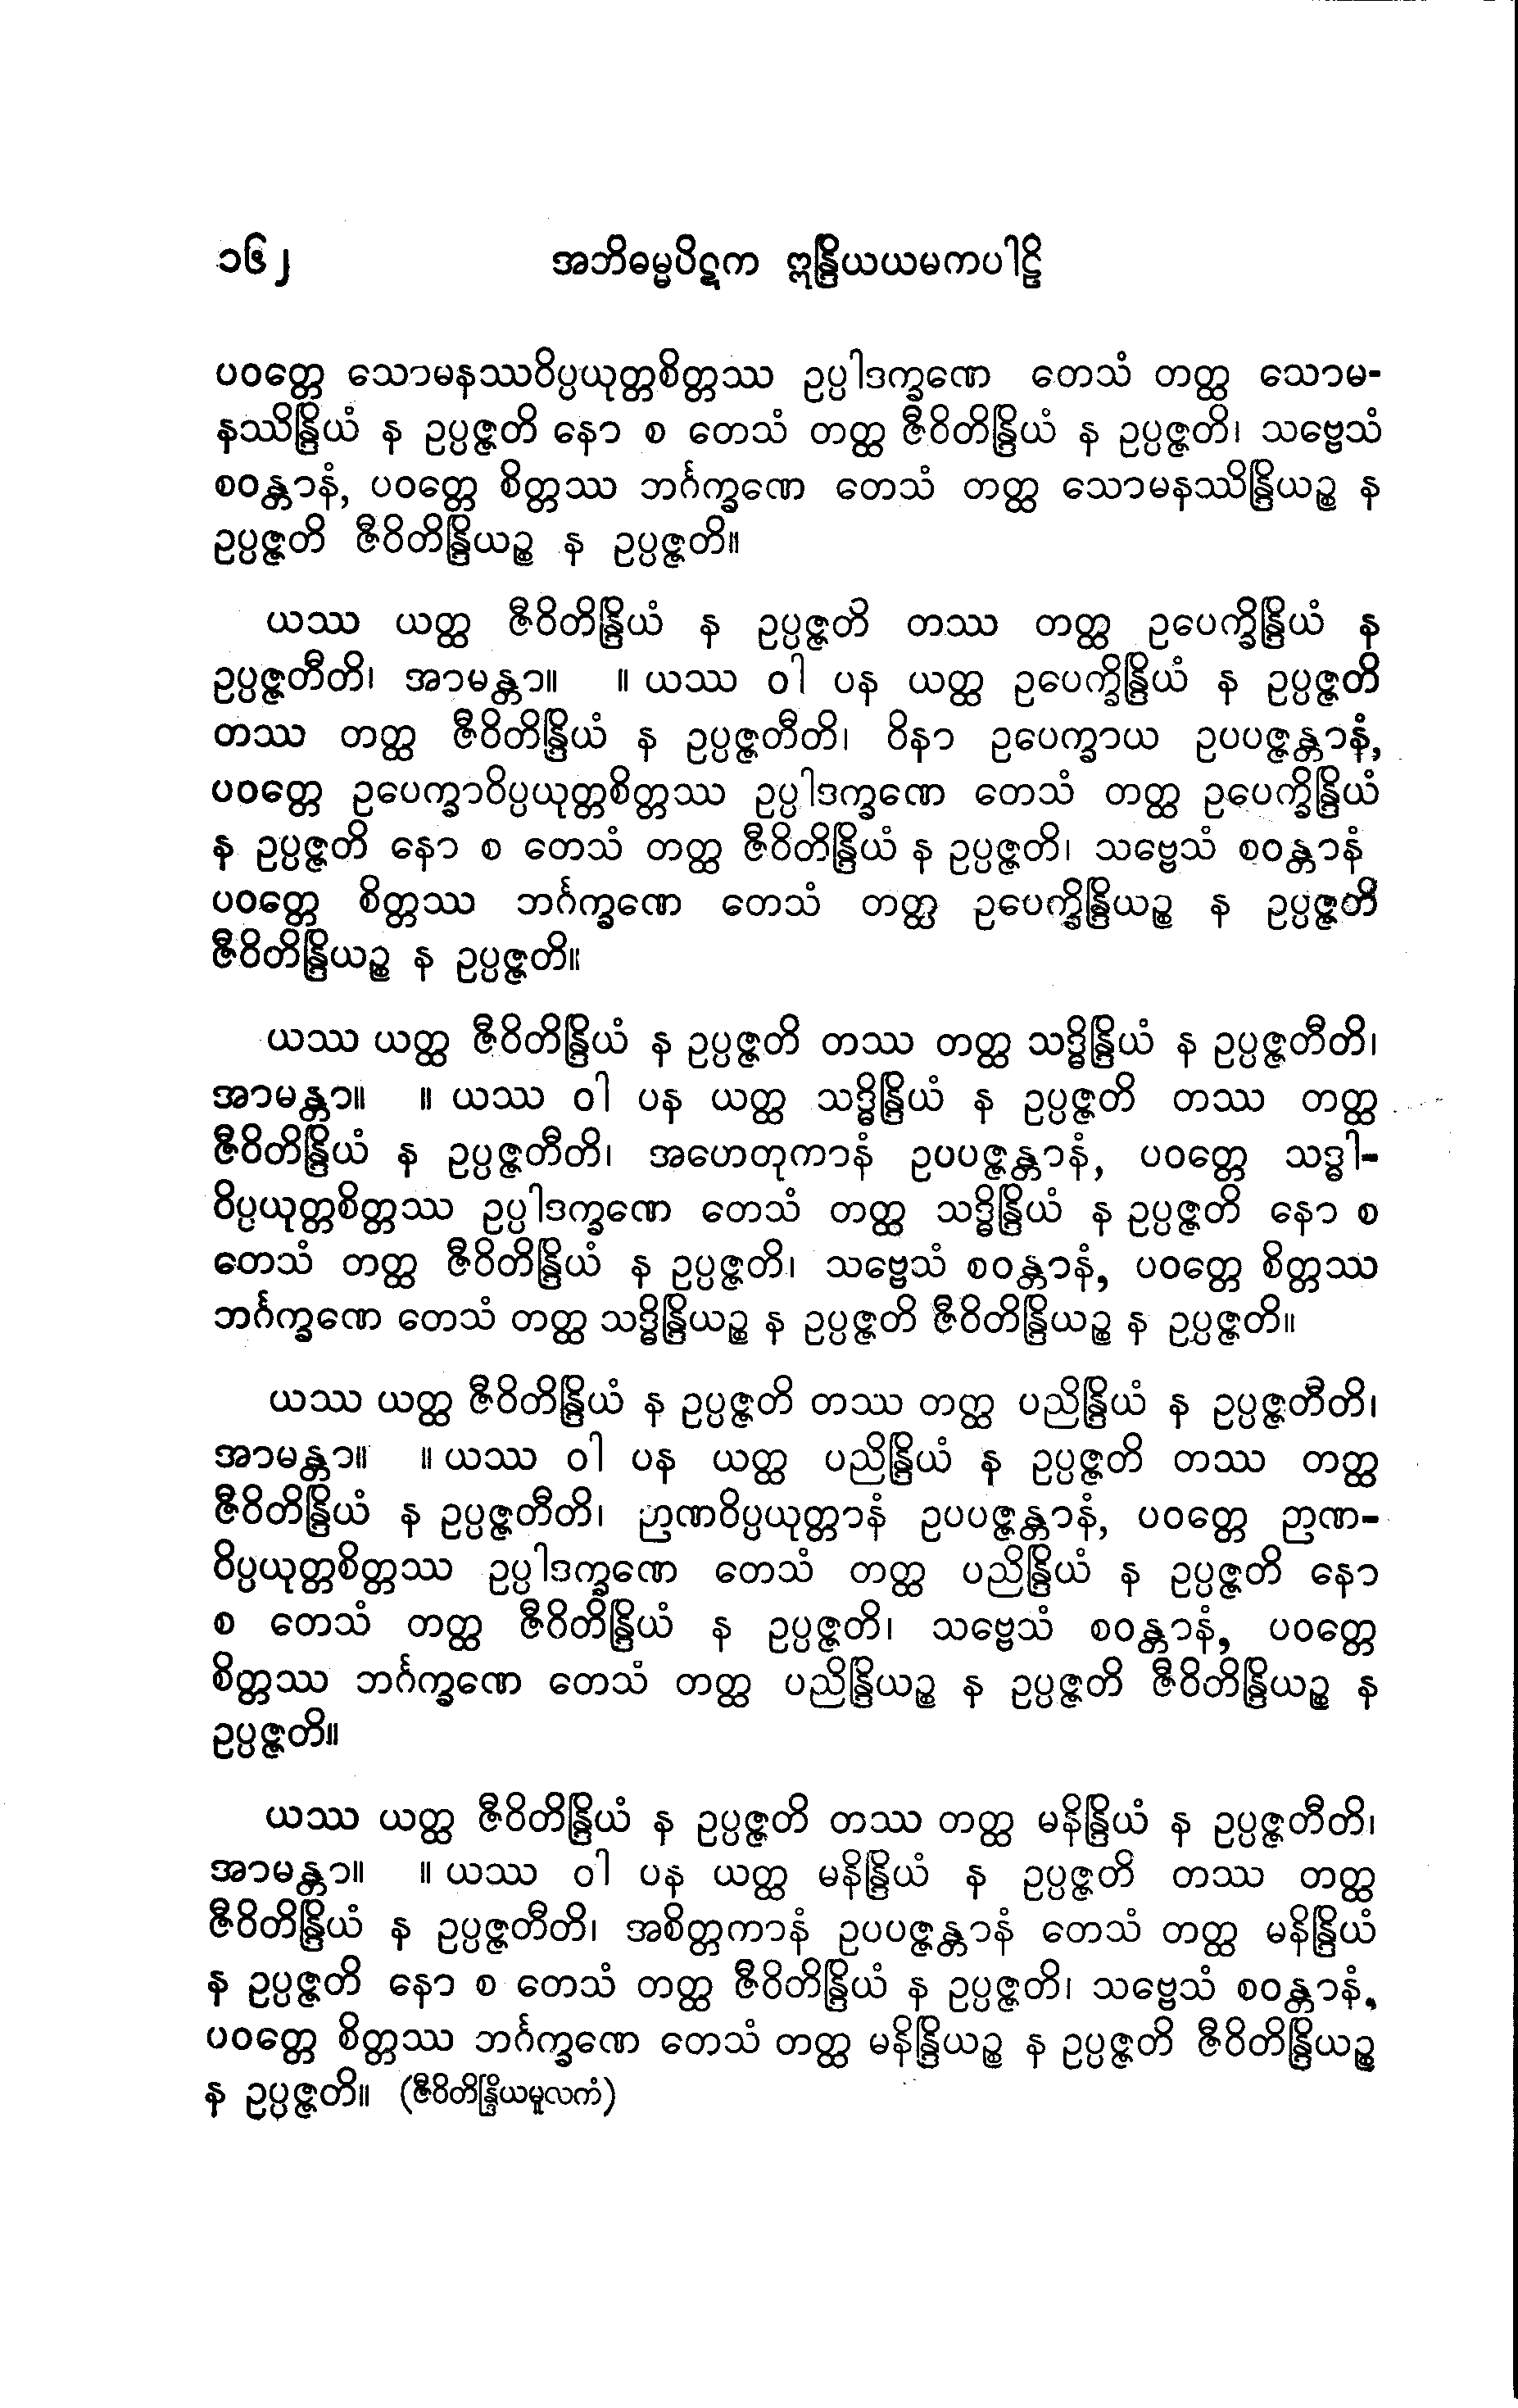 ၁၆၂ အဘိဓမ္မပိဋက ဣန္ဒြိယယမကပါဠိ
ပဝတ္တေ သောမနဿဝိပ္ပယုတ္တစိတ္တဿ ဥပ္ပါဒက္ခဏေ တေသံ တတ္ထ သောမ-
နဿိန္ဒြိယံ န ဥပ္ပဇ္ဇတိ နော စ တေသံ တတ္ထ ဇီဝိတိန္ဒြိယံ န ဥပ္ပဇ္ဇတိ၊ သဗ္ဗေသံ
စဝန္တာနံ, ပဝတ္တေ စိတ္တဿ ဘင်္ဂက္ခဏေ တေသံ တတ္ထ သောမနဿိန္ဒြိယဉ္စ န
ဥပ္ပဇ္ဇတိ ဇီဝိတိန္ဒြိယဉ္စ န ဥပ္ပဇ္ဇတိ။
ယဿ ယတ္ထ ဇီဝိတိန္ဒြိယံ န ဥပ္ပဇ္ဇတိ တဿ တတ္ထ ဥပေက္ခိန္ဒြိယံ န
ဥပ္ပဇ္ဇတီတိ၊ အာမန္တာ။ ။ ယဿ ဝါ ပန ယတ္ထ ဥပေက္ခိန္ဒြိယံ န ဥပ္ပဇ္ဇတိ
တဿ တတ္ထ ဇီဝိတိန္ဒြိယံ န ဥပ္ပဇ္ဇတီတိ၊ ဝိနာ ဥပေက္ခာယ ဥပပဇ္ဇန္တာနံ,
ပဝတ္တေ ဥပေက္ခာဝိပ္ပယုတ္တစိတ္တဿ ဥပ္ပါဒက္ခဏေ တေသံ တတ္ထ ဥပေက္ခိန္ဒြိယံ
န ဥပ္ပဇ္ဇတိ နော စ တေသံ တတ္ထ ဇီဝိတိန္ဒြိယံ န ဥပ္ပဇ္ဇတိ၊ သဗ္ဗေသံ စဝန္တာနံ
ပဝတ္တေ စိတ္တဿ ဘင်္ဂက္ခဏေ တေသံ တတ္ထ ဥပေက္ခိန္ဒြိယဉ္စ န ဥပ္ပဇ္ဇတိ
ဇီဝိတိန္ဒြိယဉ္စ န ဥပ္ပဇ္ဇတိ။
ယဿ ယတ္ထ ဇီဝိတိန္ဒြိယံ န ဥပ္ပဇ္ဇတိ တဿ တတ္ထ သဒ္ဓိန္ဒြိယံ န ဥပ္ပဇ္ဇတီတိ၊
အာမန္တာ။ ။ ယဿ ဝါ ပန ယတ္ထ သဒ္ဓိန္ဒြိယံ န ဥပ္ပဇ္ဇတိ တဿ တတ္ထ
ဇီဝိတိန္ဒြိယံ န ဥပ္ပဇ္ဇတီတိ၊ အဟေတုကာနံ ဥပပဇ္ဇန္တာနံ, ပဝတ္တေ သဒ္ဓါ-
ဝိပ္ပယုတ္တစိတ္တဿ ဥပ္ပါဒက္ခဏေ တေသံ တတ္ထ သဒ္ဓိန္ဒြိယံ န ဥပ္ပဇ္ဇတိ နော စ
တေသံ တတ္ထ ဇီဝိတိန္ဒြိယံ န ဥပ္ပဇ္ဇတိ၊ သဗ္ဗေသံ စဝန္တာနံ, ပဝတ္တေ စိတ္တဿ
ဘင်္ဂက္ခဏေ တေသံ တတ္ထ သဒ္ဓိန္ဒြိယဉ္စ န ဥပ္ပဇ္ဇတိ ဇီဝိတိန္ဒြိယဉ္စ န ဥပ္ပဇ္ဇတိ။
ယဿ ယတ္ထ ဇီဝိတိန္ဒြိယံ န ဥပ္ပဇ္ဇတိ တဿ တတ္ထ ပညိန္ဒြိယံ န ဥပ္ပဇ္ဇတီတိ၊
အာမန္တာ။ ။ ယဿ ဝါ ပန ယတ္ထ ပညိန္ဒြိယံ န ဥပ္ပဇ္ဇတိ တဿ တတ္ထ
ဇီဝိတိန္ဒြိယံ န ဥပ္ပဇ္ဇတီတိ၊ ဉာဏဝိပ္ပယုတ္တာနံ ဥပပဇ္ဇန္တာနံ, ပဝတ္တေ ဉာဏ-
ဝိပ္ပယုတ္တစိတ္တဿ ဥပ္ပါဒက္ခဏေ တေသံ တတ္ထ ပညိန္ဒြိယံ န ဥပ္ပဇ္ဇတိ နော
စ တေသံ တတ္ထ ဇီဝိတိန္ဒြိယံ န ဥပ္ပဇ္ဇတိ၊ သဗ္ဗေသံ စဝန္တာနံ, ပဝတ္တေ
စိတ္တဿ ဘင်္ဂက္ခဏေ တေသံ တတ္ထ ပညိန္ဒြိယဉ္စ န ဥပ္ပဇ္ဇတိ ဇီဝိတိန္ဒြိယဉ္စ န
ဥပ္ပဇ္ဇတိ။
ယဿ ယတ္ထ ဇီဝိတိန္ဒြိယံ န ဥပ္ပဇ္ဇတိ တဿ တတ္ထ မနိန္ဒြိယံ န ဥပ္ပဇ္ဇတီတိ၊
အာမန္တာ။ ။ ယဿ ဝါ ပန ယတ္ထ မနိန္ဒြိယံ န ဥပ္ပဇ္ဇတိ တဿ တတ္ထ
ဇီဝိတိန္ဒြိယံ န ဥပ္ပဇ္ဇတီတိ၊ အစိတ္တကာနံ ဥပပဇ္ဇန္တာနံ တေသံ တတ္ထ မနိန္ဒြိယံ
န ဥပ္ပဇ္ဇတိ နော စ တေသံ တတ္ထ ဇီဝိတိန္ဒြိယံ န ဥပ္ပဇ္ဇတိ၊ သဗ္ဗေသံ စဝန္တာနံ,
ပဝတ္တေ စိတ္တဿ ဘင်္ဂက္ခဏေ တေသံ တတ္ထ မနိန္ဒြိယဉ္စ န ဥပ္ပဇ္ဇတိ ဇီဝိတိန္ဒြိယဉ္စ
န ဥပ္ပဇ္ဇတိ။ (ဇီဝိတိန္ဒြိယမူလကံ)